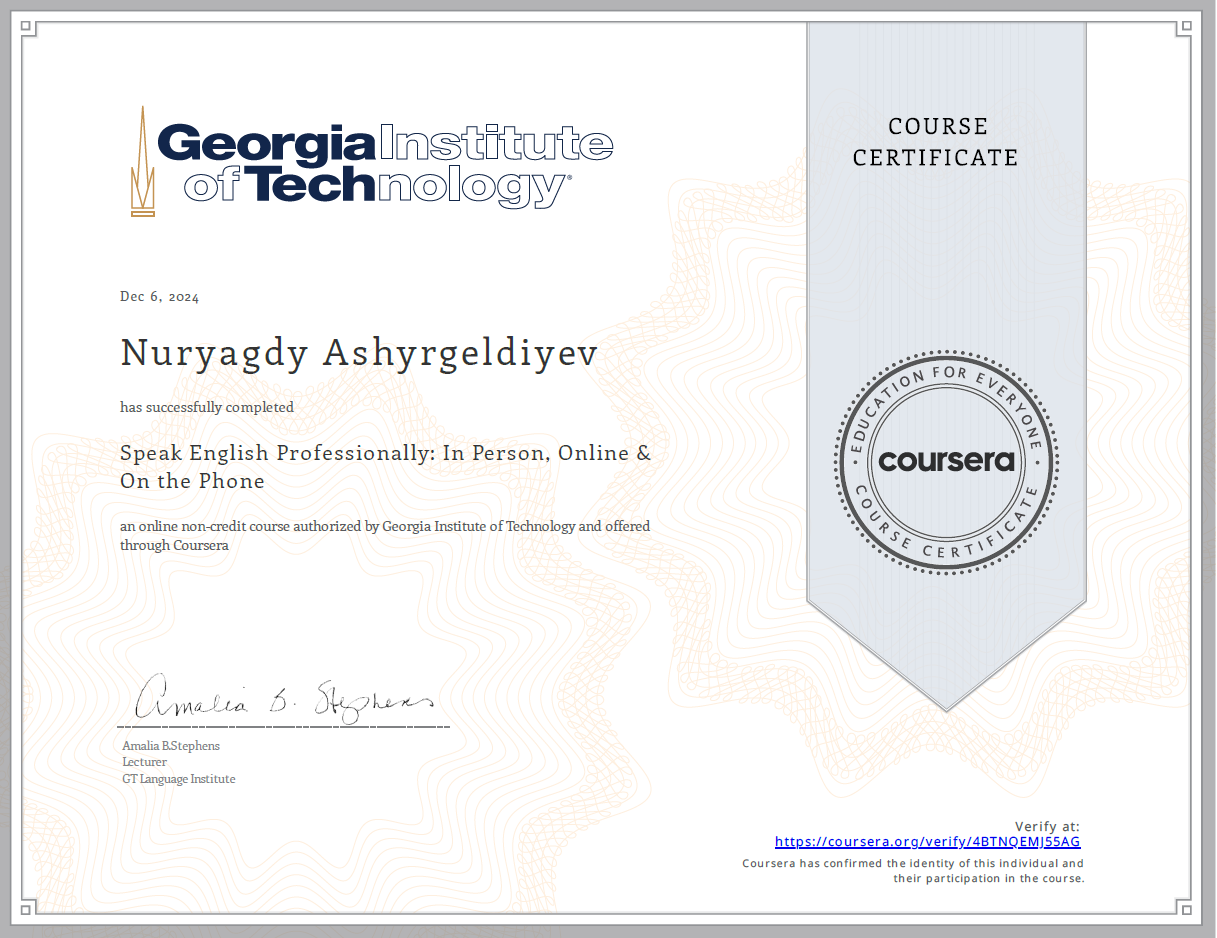 Georgia Institute
of Technology®
COURSE
CERTIFICATE
Dec 6, 2024
Nuryagdy Ashyrgeldiyev
has successfully completed
Speak English Professionally: In Person, Online &
On the Phone
an online non-credit course authorized by Georgia Institute of Technology and offered
through Coursera
EDUCATION FOR EVERYONE
coursera
COURSE CERTIFICATE
Amalia B. Stephens
Amalia B.Stephens
Lecturer
GT Language Institute
Verify at:
https://coursera.org/verify/4BTNQEMJ55AG
Coursera has confirmed the identity of this individual and
their participation in the course.